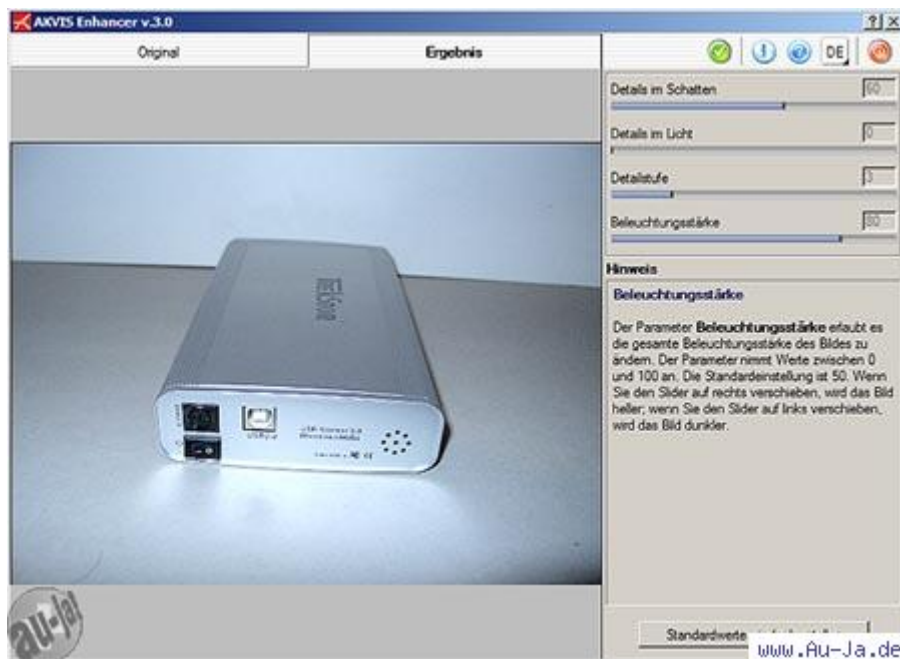 AKVIS Enhancer v.3.0
Original
Ergebnis
DE
Details im Schatten
60
Details im Licht
0
Detailstufe
3
Beleuchtungsstärke
80
Hinweis
Beleuchtungsstärke
Der Parameter Beleuchtungsstärke erlaubt es
die gesamte Beleuchtungsstärke des Bildes zu
ändern. Der Parameter nimmt Werte zwischen 0
und 100 an. Die Standardeinstellung ist 50. Wenn
Sie den Slider auf rechts verschieben, wird das Bild
heller; wenn Sie den Slider auf links verschieben,
wird das Bild dunkler.
Standardwerte
www.Au-Ja.de
au-ja!